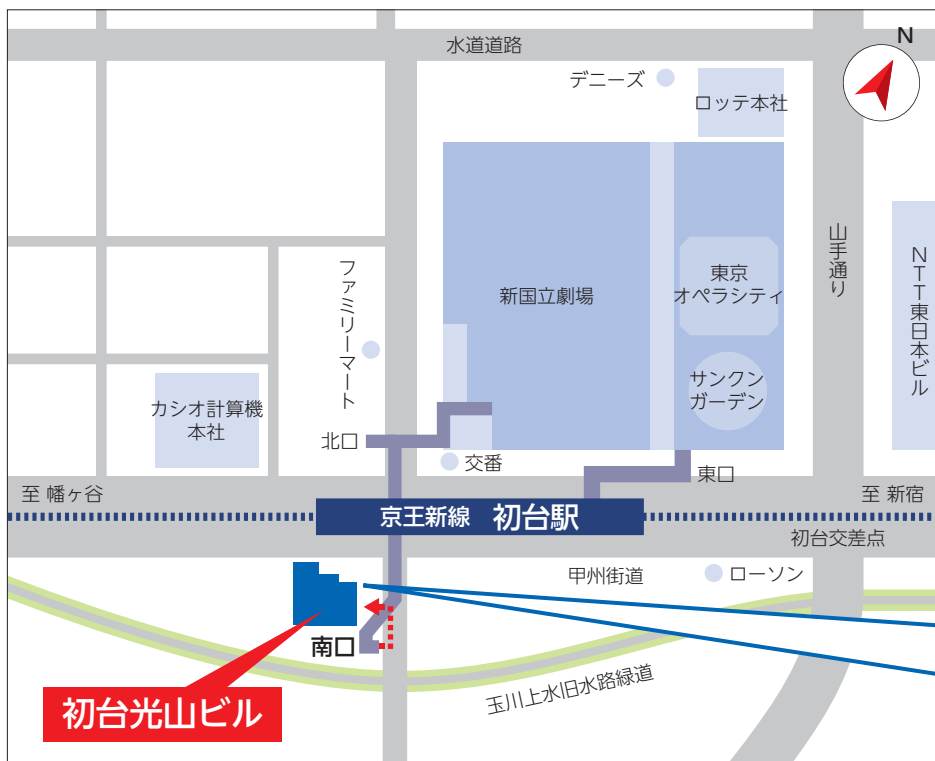 水道道路
N
デニーズ
ロッテ本社
山手通り
NTT東日本ビル
ファミリーマート
新国立劇場
東京
オペラシティ
サンクン
ガーデン
カシオ計算機
本社
北口
交番
東口
至 幡ヶ谷
至 新宿
京王新線 初台駅
初台交差点
甲州街道
ローソン
南口
玉川上水旧水路緑道
初台光山ビル